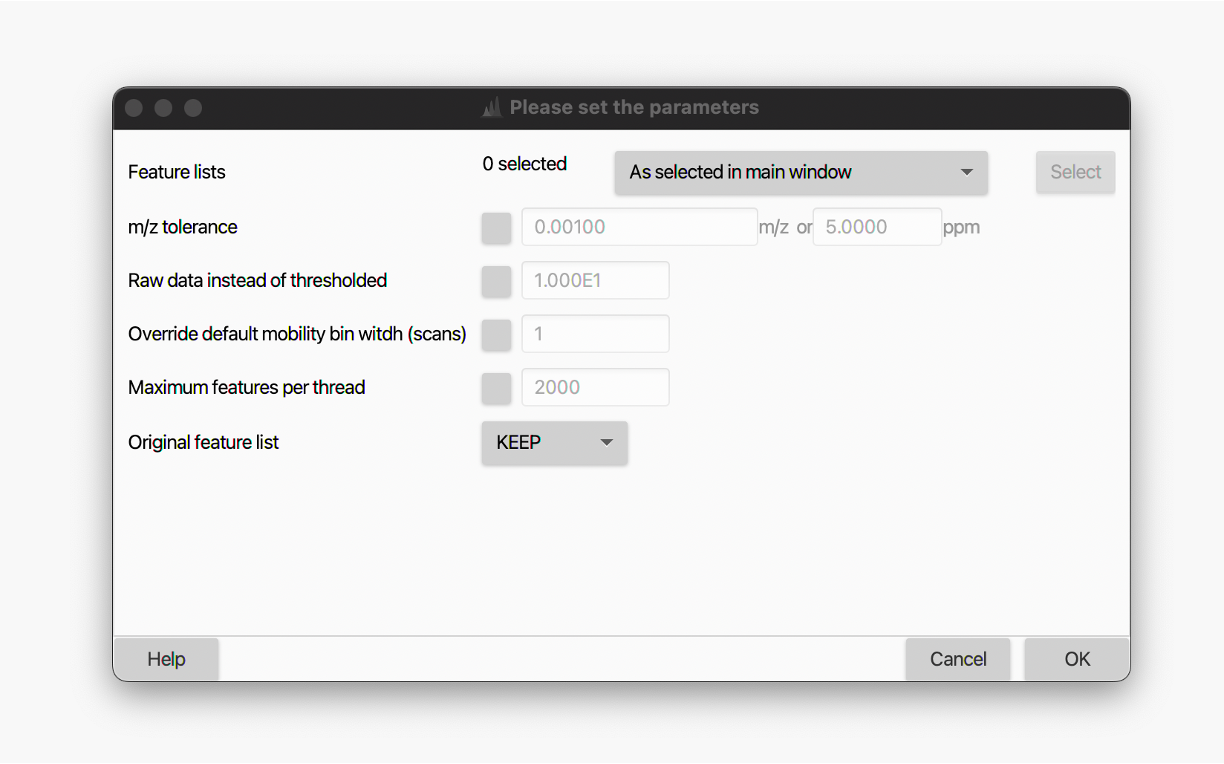 Please set the parameters
Feature lists 0 selected As selected in main window Select
m/z tolerance 0.00100 m/z or 5.0000 ppm
Raw data instead of thresholded 1.000E1
Override default mobility bin witdh (scans) 1
Maximum features per thread 2000
Original feature list KEEP
Help Cancel OK